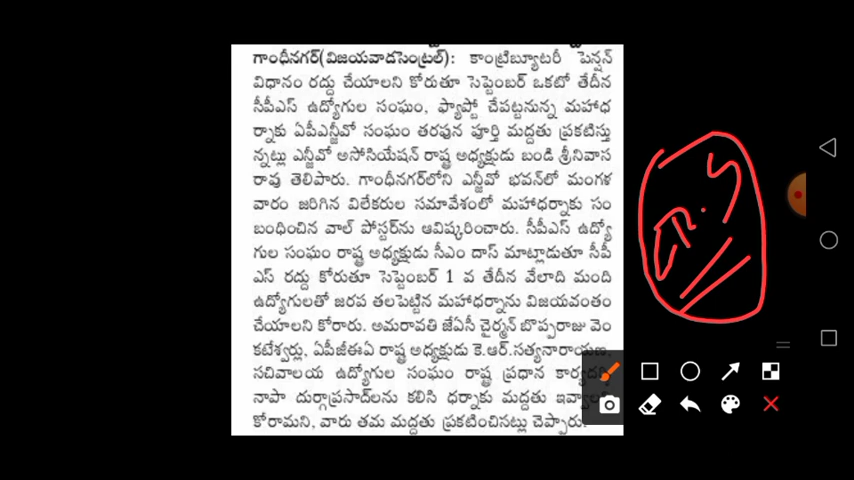 గాంధీనగర్(విజయవాడసెంట్రల్): కాంట్రిబ్యూటరీ పెన్షన్
విధానం రద్దు చేయాలని కోరుతూ సెప్టెంబర్ ఒకటో తేదీన
సీపీఎస్ ఉద్యోగుల సంఘం, ఫ్యాప్టో చేపట్టనున్న మహాధ
ర్నాకు ఏపీఎన్జీవో సంఘం తరఫున పూర్తి మద్దతు ప్రకటిస్తు
న్నట్లు ఎన్జీవో అసోసియేషన్ రాష్ట్ర అధ్యక్షుడు బండి శ్రీనివాస
రావు తెలిపారు. గాంధీనగర్‌లోని ఎన్జీవో భవన్‌లో మంగళ
వారం జరిగిన విలేకరుల సమావేశంలో మహాధర్నాకు సం
బంధించిన వాల్ పోస్టర్‌ను ఆవిష్కరించారు. సీపీఎస్ ఉద్యో
గుల సంఘం రాష్ట్ర అధ్యక్షుడు సీఎం దాస్ మాట్లాడుతూ సీపీ
ఎస్ రద్దు కోరుతూ సెప్టెంబర్ 1 వ తేదీన వేలాది మంది
ఉద్యోగులతో జరప తలపెట్టిన మహాధర్నాను విజయవంతం
చేయాలని కోరారు. అమరావతి జేఏసీ చైర్మన్ బొప్పరాజు వెం
కటేశ్వర్లు, ఏపీజీఈఏ రాష్ట్ర అధ్యక్షుడు కె.ఆర్.సత్యనారాయణ,
సచివాలయ ఉద్యోగుల సంఘం రాష్ట్ర ప్రధాన కార్యదర్శి
నాపా దుర్గాప్రసాద్‌లను కలిసి ధర్నాకు మద్దతు ఇవ్వాలని
కోరామని, వారు తమ మద్దతు ప్రకటించినట్లు చెప్పారు.